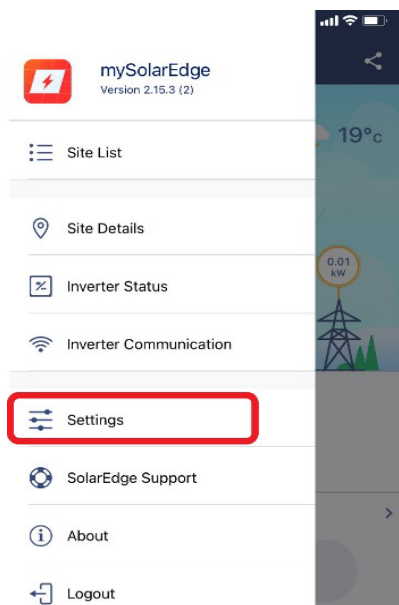 mySolarEdge
Version 2.15.3 (2)
19°c
Site List
Site Details
0.01
kW
Inverter Status
Inverter Communication
Settings
SolarEdge Support
About
Logout